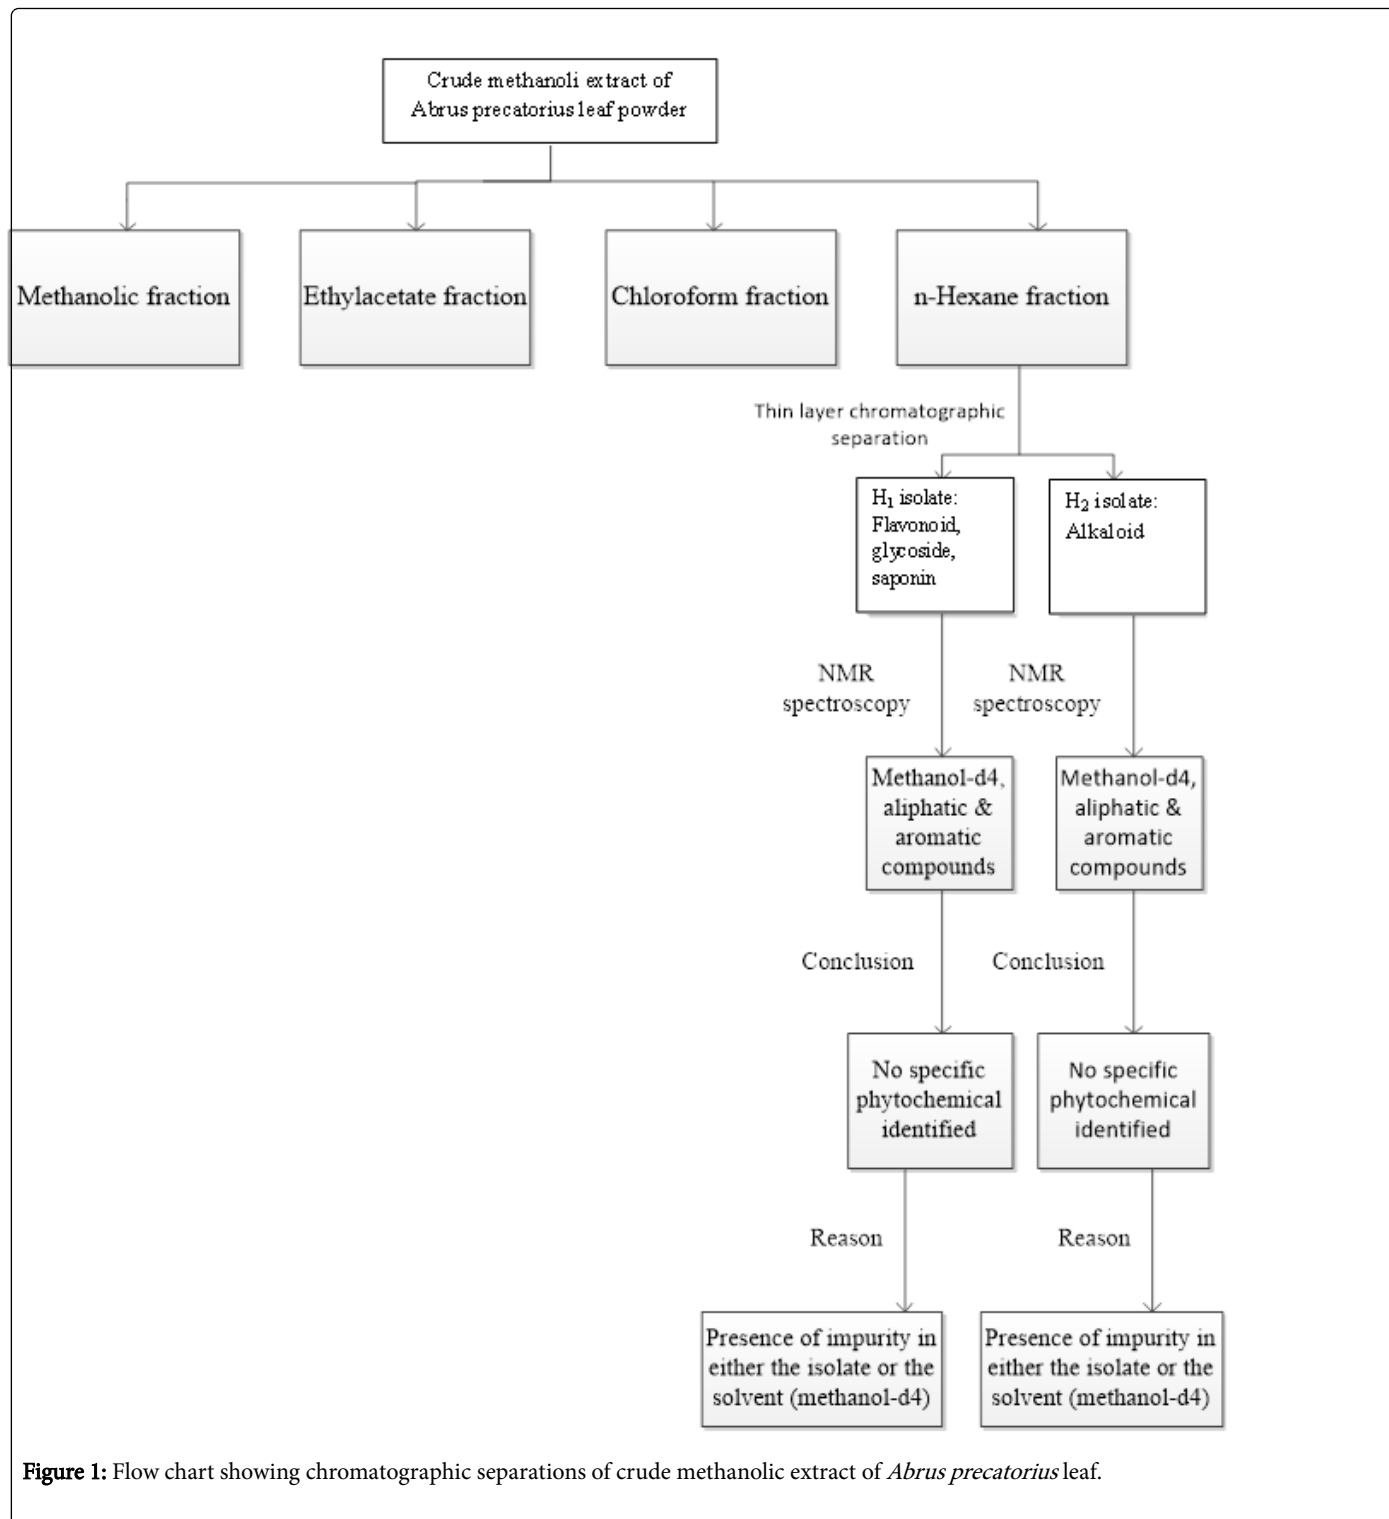 Crude methanoli extract of
Abrus precatorius leaf powder
Methanolic fraction
Ethylacetate fraction
Chloroform fraction
n-Hexane fraction
Thin layer chromatographic
separation
H₁ isolate:
Flavonoid,
glycoside,
saponin
H₂ isolate:
Alkaloid
NMR
spectroscopy
NMR
spectroscopy
Methanol-d4,
aliphatic &
aromatic
compounds
Methanol-d4,
aliphatic &
aromatic
compounds
Conclusion
Conclusion
No specific
phytochemical
identified
No specific
phytochemical
identified
Reason
Reason
Presence of impurity in
either the isolate or the
solvent (methanol-d4)
Presence of impurity in
either the isolate or the
solvent (methanol-d4)
Figure 1: Flow chart showing chromatographic separations of crude methanolic extract of Abrus precatorius leaf.